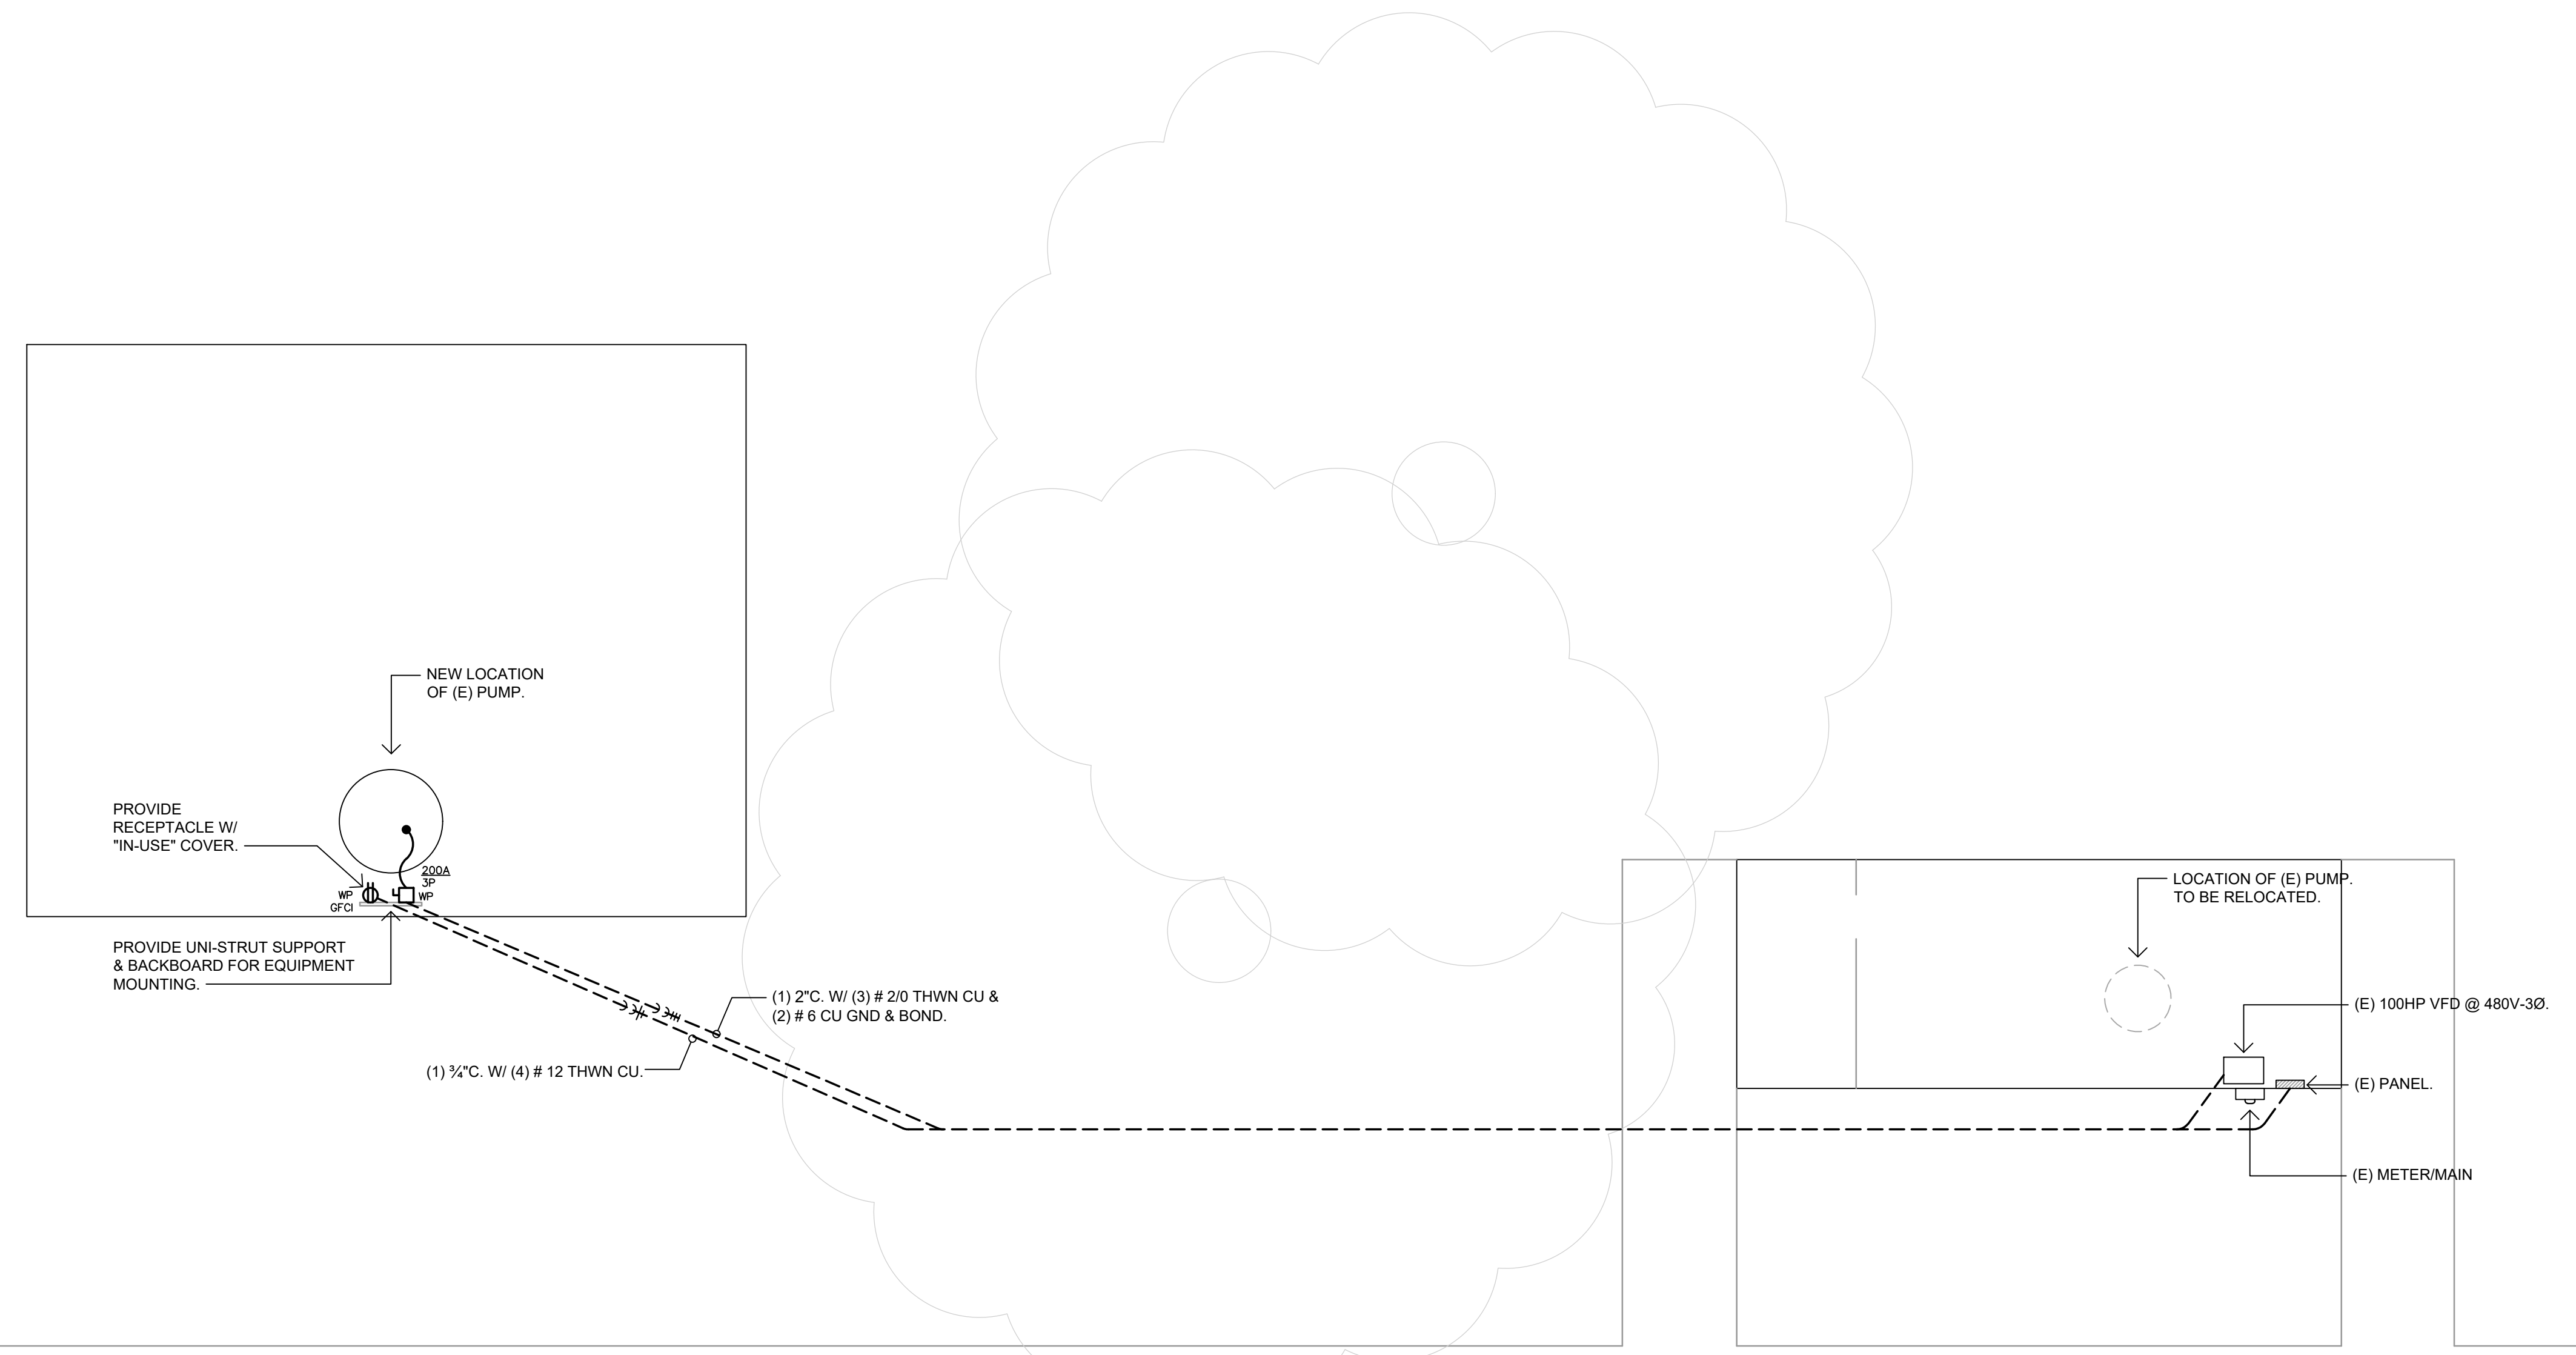 NEW LOCATION
OF (E) PUMP.
PROVIDE
RECEPTACLE W/
"IN-USE" COVER.
200A
3P
WP
WP
GFCI
PROVIDE UNI-STRUT SUPPORT
& BACKBOARD FOR EQUIPMENT
MOUNTING.
(1) 2"C. W/ (3) # 2/0 THWN CU &
(2) # 6 CU GND & BOND.
(1) ¾"C. W/ (4) # 12 THWN CU.
LOCATION OF (E) PUMP.
TO BE RELOCATED.
(E) 100HP VFD @ 480V-3Ø.
(E) PANEL.
(E) METER/MAIN